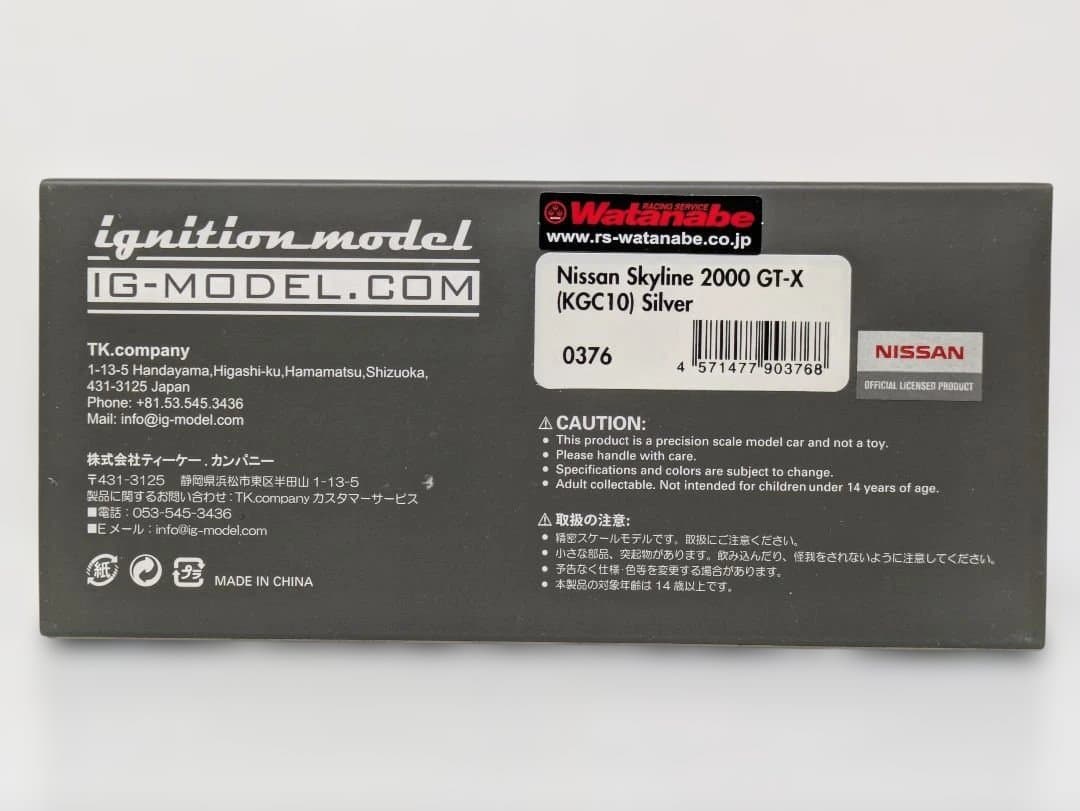 ignition model
IG-MODEL.COM
TK.company
1-13-5 Handayama,Higashi-ku,Hamamatsu,Shizuoka,
431-3125 Japan
Phone: +81.53.545.3436
Mail: info@ig-model.com
株式会社ティーケー.カンパニー
〒431-3125 静岡県浜松市東区半田山1-13-5
製品に関するお問い合わせ:TK.companyカスタマーサービス
■電話:053-545-3436
■Eメール:info@ig-model.com
紙
プラ
MADE IN CHINA
RACING SERVICE
Watanabe
www.rs-watanabe.co.jp
Nissan Skyline 2000 GT-X
(KGC10) Silver
0376
4 571477 903768
NISSAN
OFFICIAL LICENSED PRODUCT
⚠CAUTION:
● This product is a precision scale model car and not a toy.
● Please handle with care.
● Specifications and colors are subject to change.
● Adult collectable. Not intended for children under 14 years of age.
⚠取扱の注意:
● 精密スケールモデルです。取扱にご注意ください。
● 小さな部品、突起物があります。飲み込んだり、怪我をされないように注意してください。
● 予告なく仕様·色等を変更する場合があります。
● 本製品の対象年齢は14歳以上です。